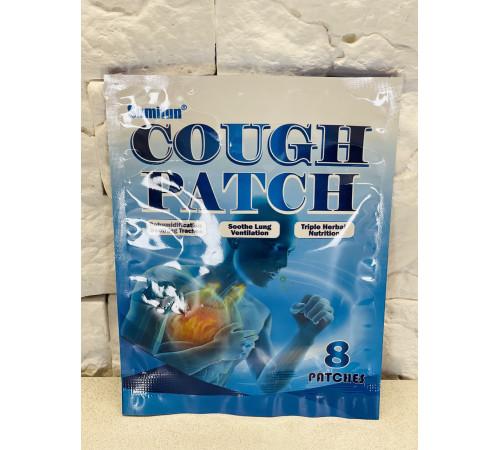 COUGH
PATCH
Soothe Lung
Ventilation
Triple Herbal
Nutrition
8
PATCHES